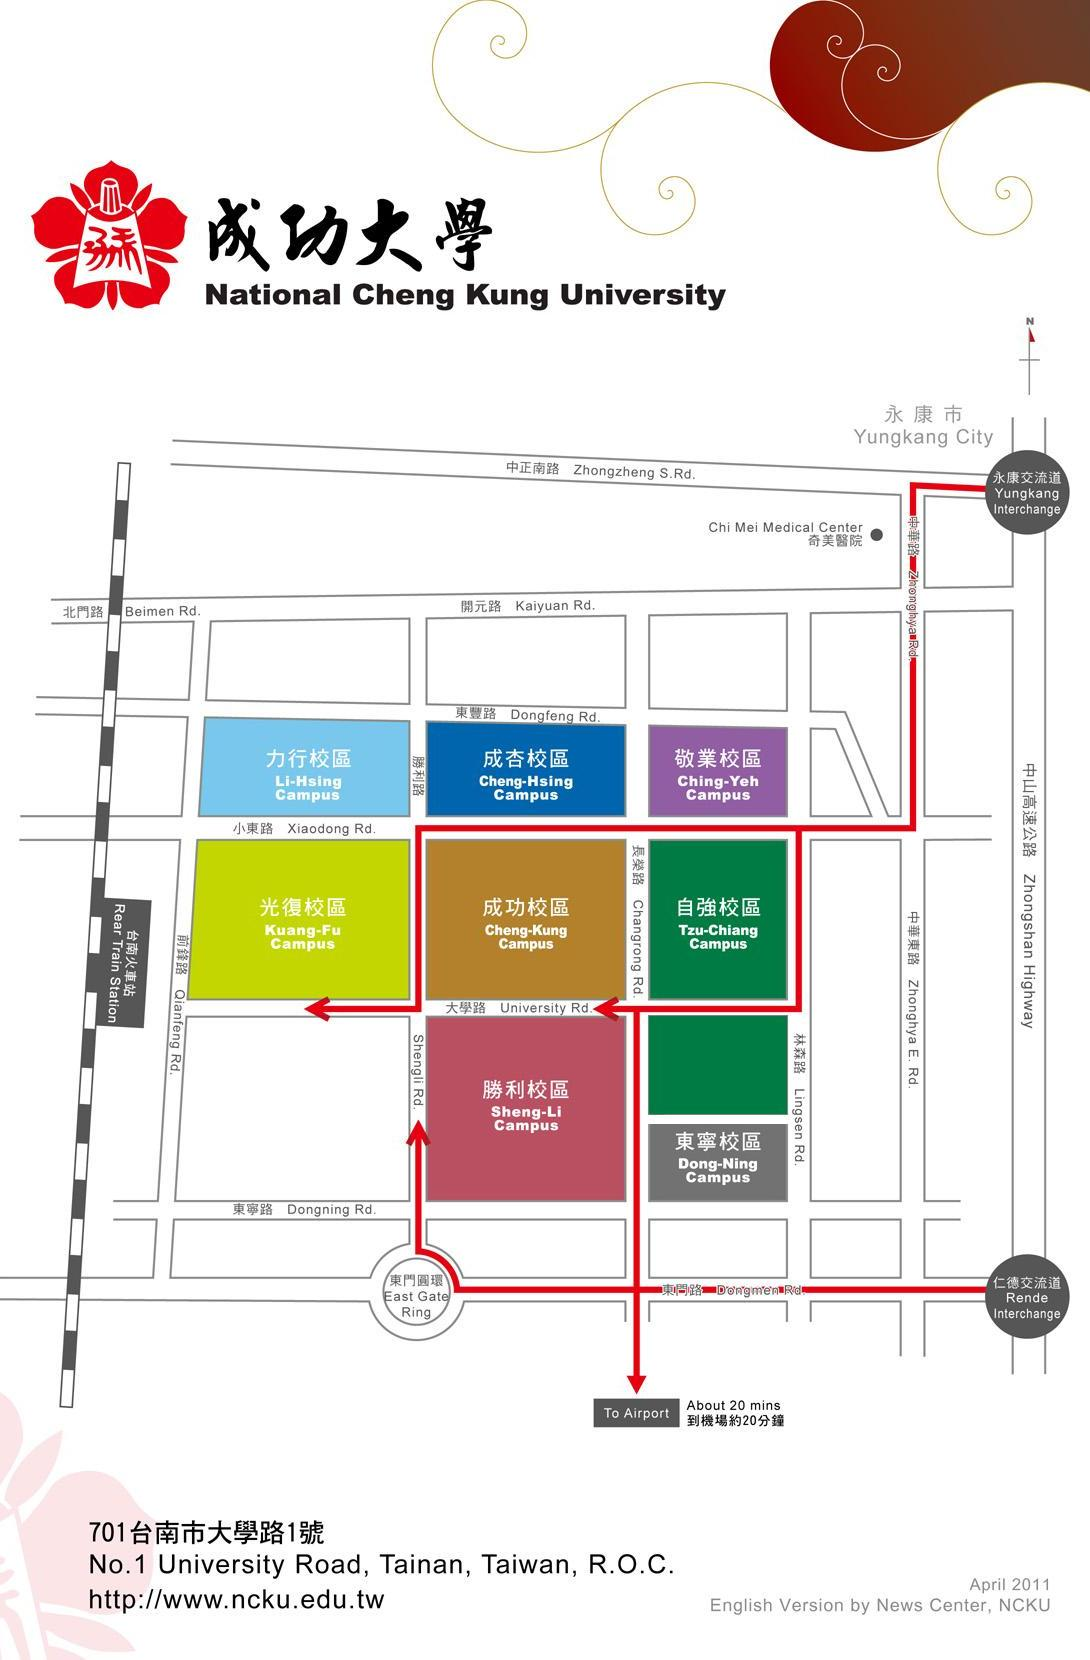 成功大學
National Cheng Kung University
N
永康市
Yungkang City
中正南路 Zhongzheng S.Rd.
永康交流道
Yungkang
Interchange
Chi Mei Medical Center
奇美醫院
中華路 Zhonghya Rd.
北門路 Beimen Rd.
開元路 Kaiyuan Rd.
東豐路 Dongfeng Rd.
力行校區
Li-Hsing
Campus
勝利路
成杏校區
Cheng-Hsing
Campus
敬業校區
Ching-Yeh
Campus
小東路 Xiaodong Rd.
中山高速公路 Zhongshan Highway
光復校區
Kuang-Fu
Campus
成功校區
Cheng-Kung
Campus
長榮路 Changrong Rd.
自強校區
Tzu-Chiang
Campus
台南火車站
Rear Train Station
前鋒路 Qianfeng Rd.
中華東路 Zhonghya E. Rd.
大學路 University Rd.
Shengli Rd.
勝利校區
Sheng-Li
Campus
林森路 Lingsen Rd.
東寧校區
Dong-Ning
Campus
東寧路 Dongning Rd.
東門圓環
East Gate
Ring
東門路 Dongmen Rd.
仁德交流道
Rende
Interchange
To Airport
About 20 mins
到機場約20分鐘
701台南市大學路1號
No.1 University Road, Tainan, Taiwan, R.O.C.
http://www.ncku.edu.tw
April 2011
English Version by News Center, NCKU